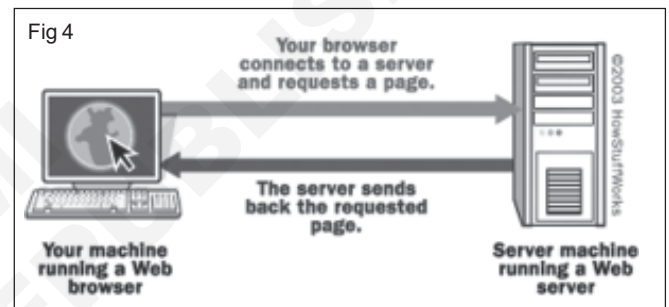 Fig 4
Your browser
connects to a server
and requests a page.
©2003 HowStuffWorks
The server sends
back the requested
page.
Your machine
running a Web
browser
Server machine
running a Web
server